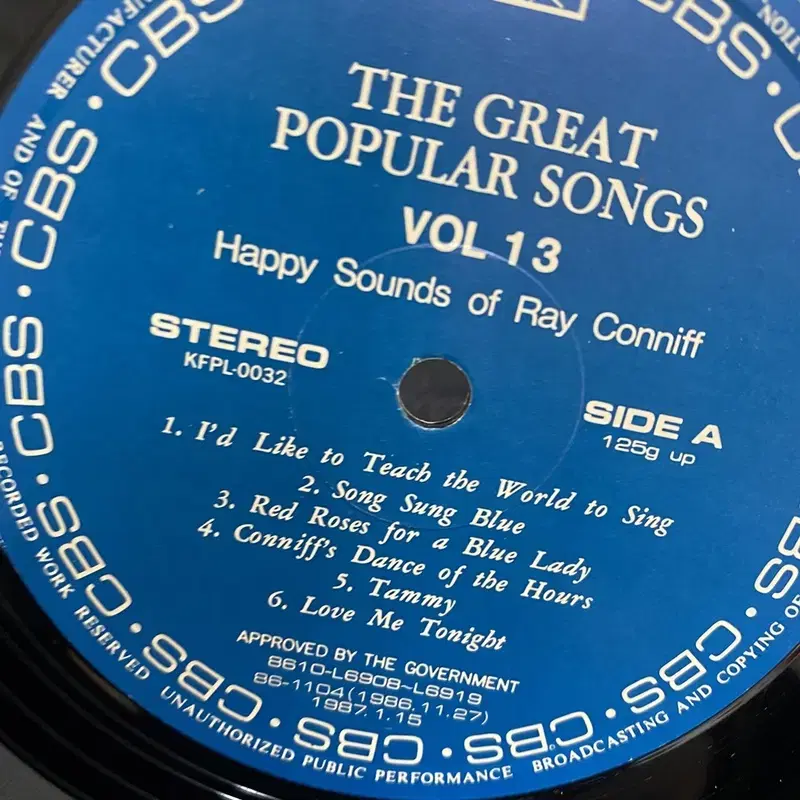 THE GREAT
POPULAR SONGS
VOL 13
Happy Sounds of Ray Conniff
STEREO
KFPL-0032
SIDE A
125g up
1. I'd Like to Teach the World to Sing
2. Song Sung Blue
3. Red Roses for a Blue Lady
4. Conniff's Dance of the Hours
5. Tammy
6. Love Me Tonight
APPROVED BY THE GOVERNMENT
8610-L6908~L6919
86-1104(1986.11.27)
1987.1.15
CBS · CBS · CBS · CBS · CBS · CBS · CBS · CBS · CBS · CBS · CBS
AND OF
RECORDED WORK RESERVED UNAUTHORIZED PUBLIC PERFORMANCE BROADCASTING AND COPYING OF